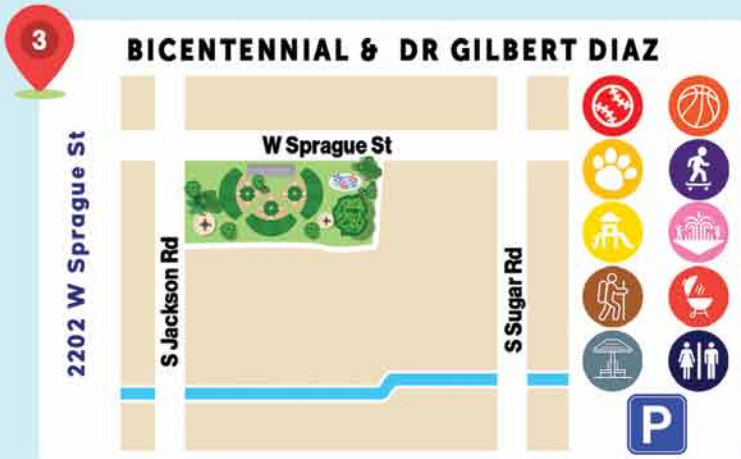 3
BICENTENNIAL & DR GILBERT DIAZ
2202 W Sprague St
W Sprague St
S Jackson Rd
S Sugar Rd
P